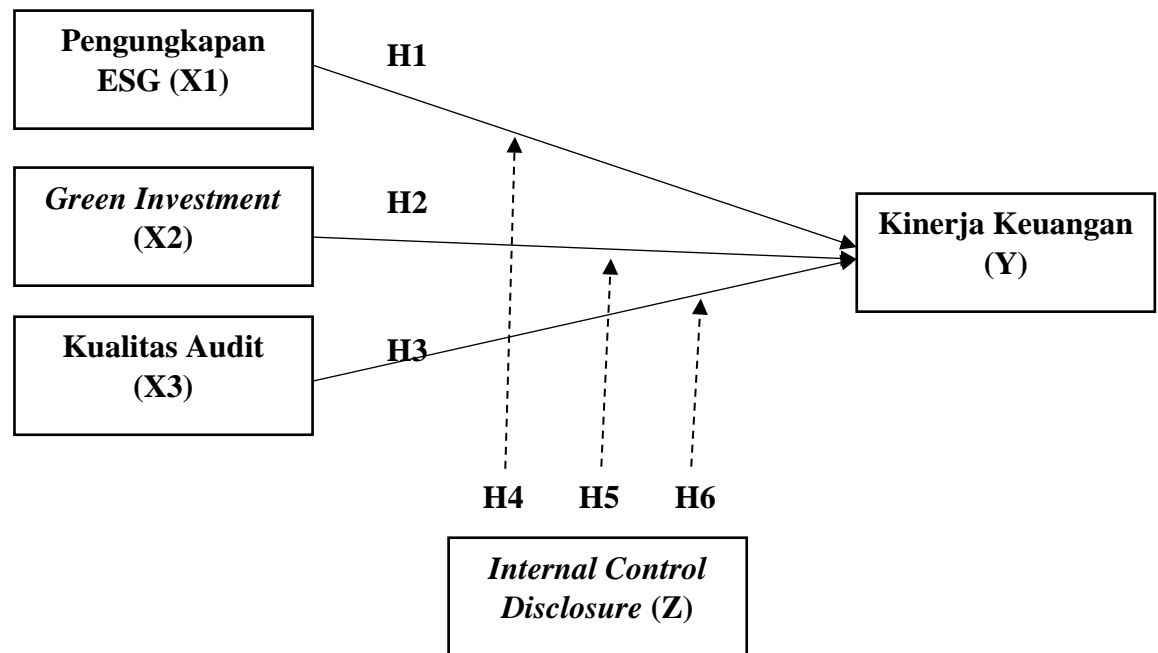 Pengungkapan
ESG (X1)
H1
Green Investment
(X2)
H2
Kinerja Keuangan
(Y)
Kualitas Audit
(X3)
H3
H4 H5 H6
Internal Control
Disclosure (Z)